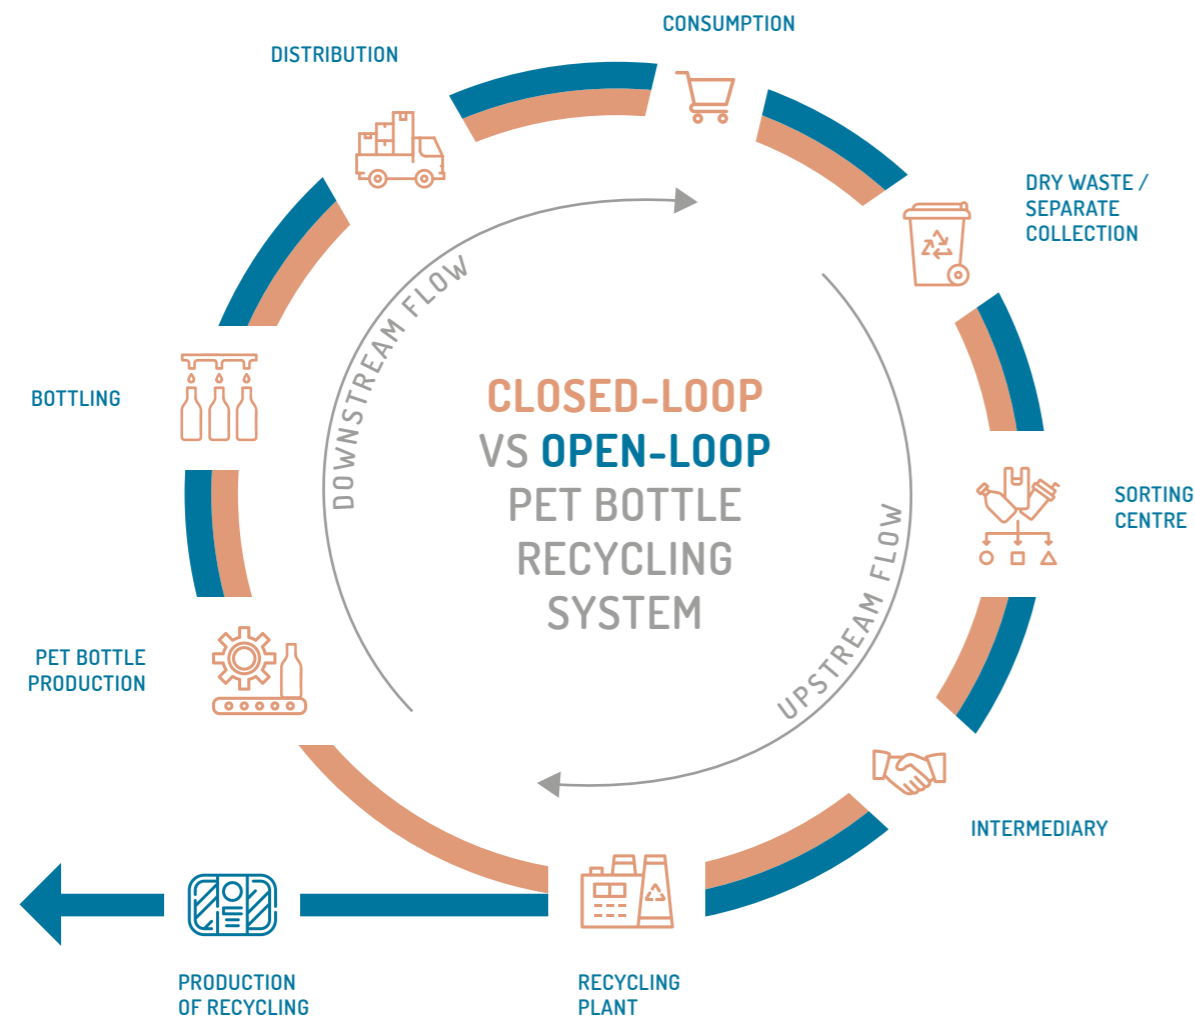 CONSUMPTION
DISTRIBUTION
DRY WASTE /
SEPARATE
COLLECTION
DOWNSTREAM FLOW
BOTTLING
CLOSED-LOOP
VS OPEN-LOOP
PET BOTTLE
RECYCLING
SYSTEM
SORTING
CENTRE
UPSTREAM FLOW
PET BOTTLE
PRODUCTION
INTERMEDIARY
PRODUCTION
OF RECYCLING
RECYCLING
PLANT